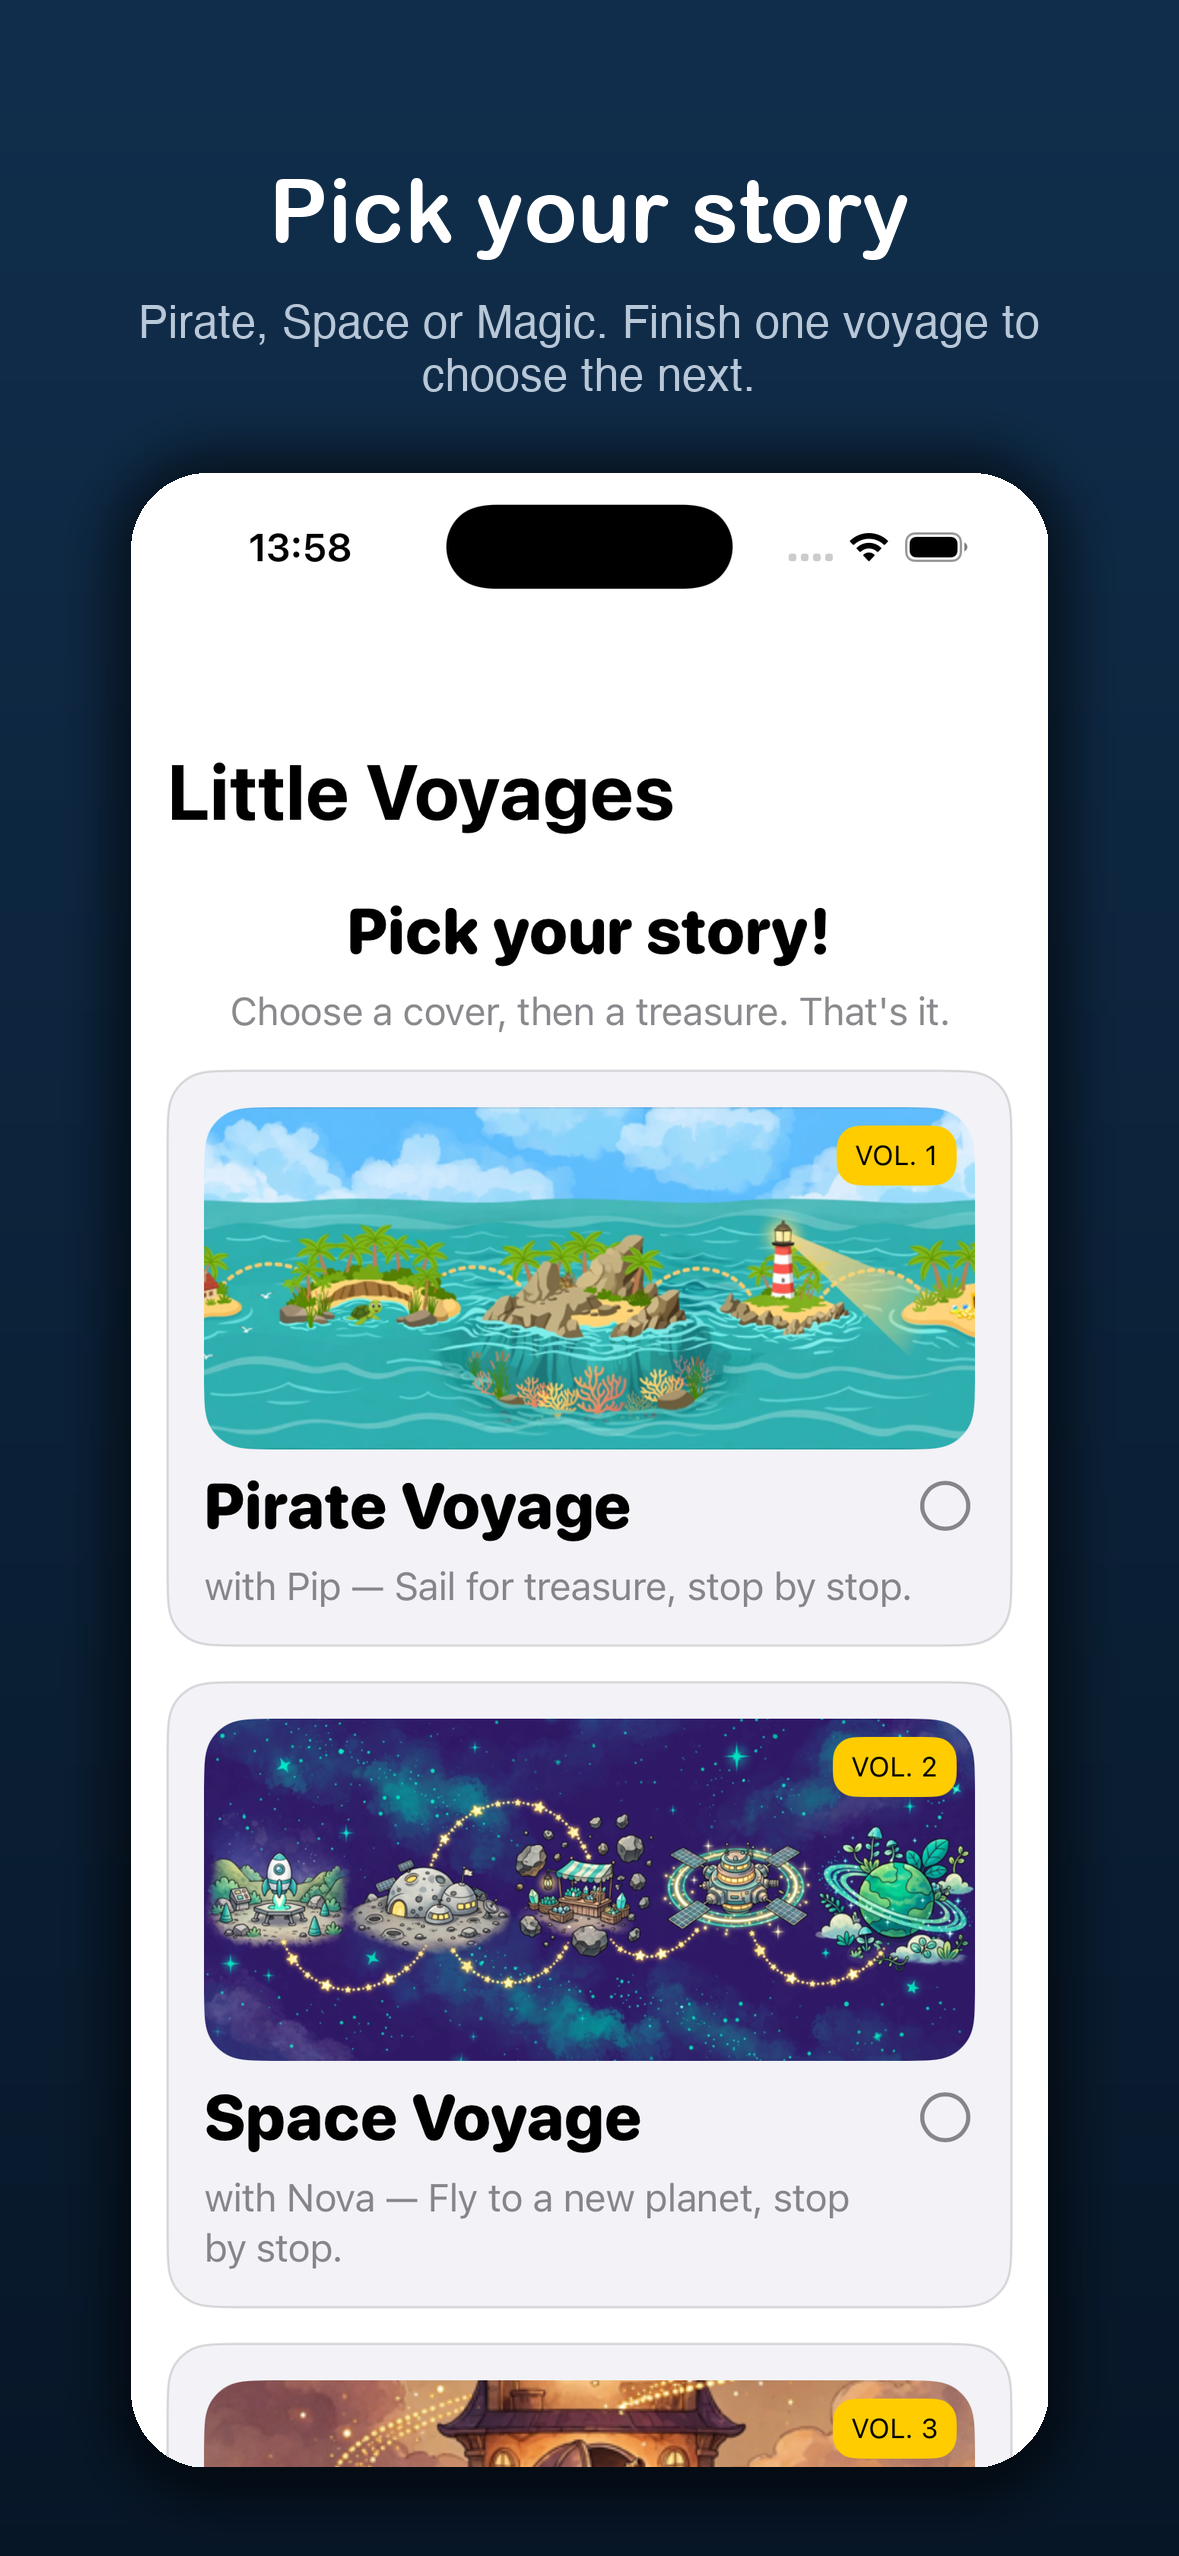 Pick your story
Pirate, Space or Magic. Finish one voyage to
choose the next.
13:58
Little Voyages
Pick your story!
Choose a cover, then a treasure. That's it.
VOL. 1
Pirate Voyage
with Pip — Sail for treasure, stop by stop.
VOL. 2
Space Voyage
with Nova — Fly to a new planet, stop
by stop.
VOL. 3